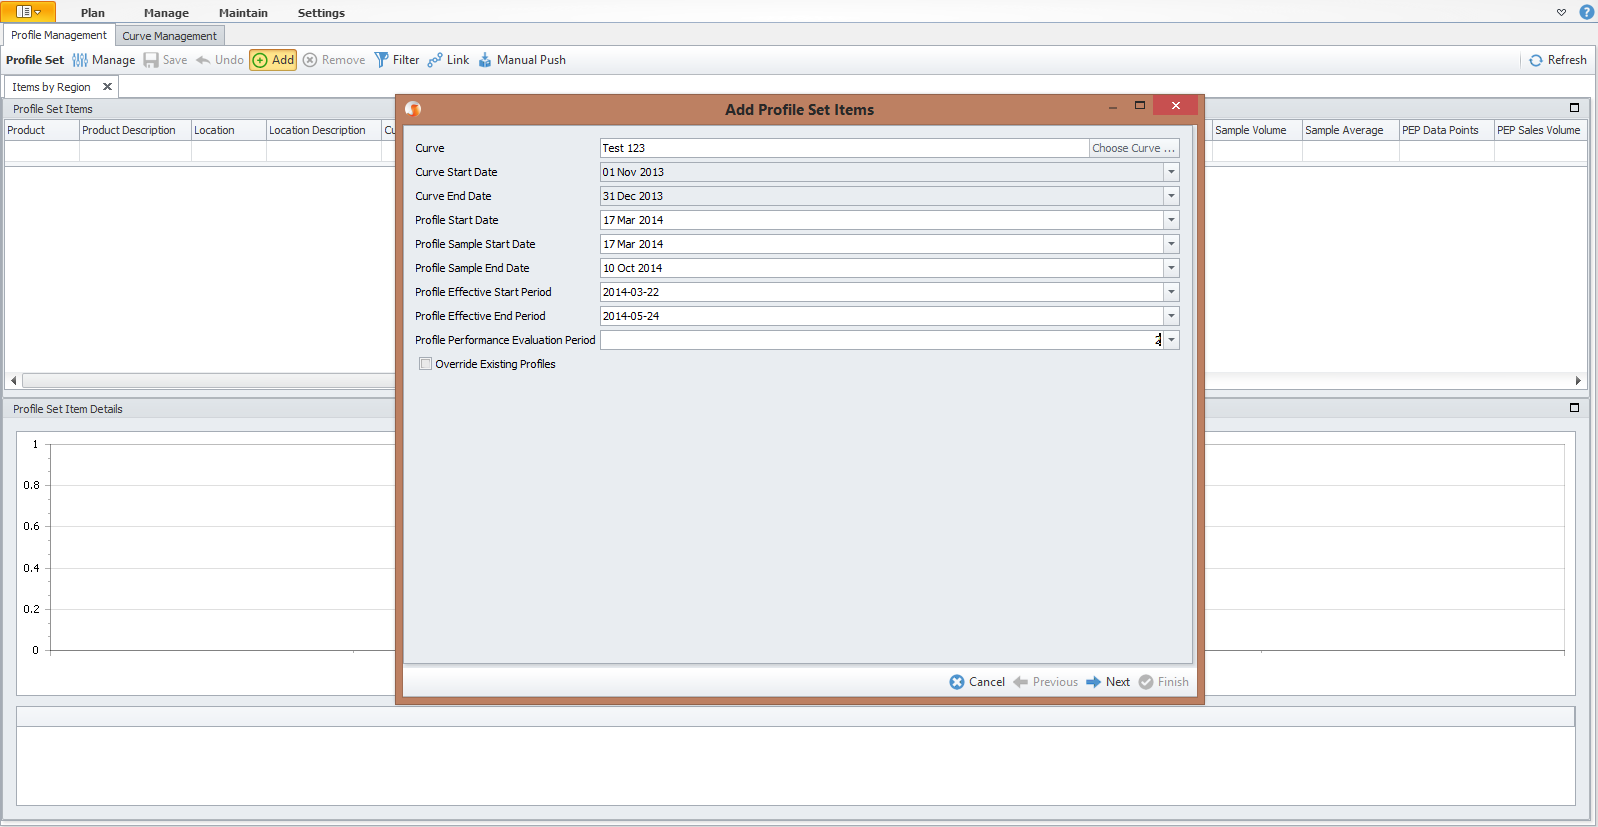 Plan Manage Maintain Settings
Profile Management Curve Management
Profile Set Manage Save Undo Add Remove Filter Link Manual Push Refresh
Items by Region
Profile Set Items
Product Product Description Location Location Description Cu Sample Volume Sample Average PEP Data Points PEP Sales Volume
Add Profile Set Items
Curve Test 123 Choose Curve ...
Curve Start Date 01 Nov 2013
Curve End Date 31 Dec 2013
Profile Start Date 17 Mar 2014
Profile Sample Start Date 17 Mar 2014
Profile Sample End Date 10 Oct 2014
Profile Effective Start Period 2014-03-22
Profile Effective End Period 2014-05-24
Profile Performance Evaluation Period 2
Override Existing Profiles
Cancel Previous Next Finish
Profile Set Item Details
1
0.8
0.6
0.4
0.2
0